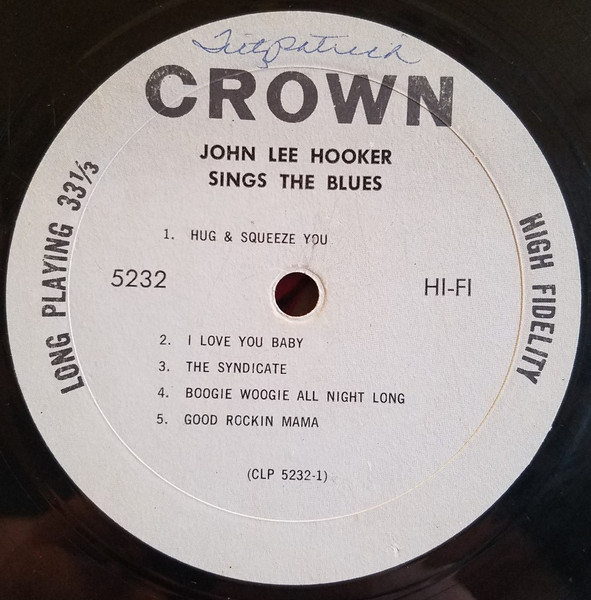 Fitzpatrick
CROWN
JOHN LEE HOOKER
SINGS THE BLUES
LONG PLAYING 33⅓
HIGH FIDELITY
1. HUG & SQUEEZE YOU
5232
HI-FI
2. I LOVE YOU BABY
3. THE SYNDICATE
4. BOOGIE WOOGIE ALL NIGHT LONG
5. GOOD ROCKIN MAMA
(CLP 5232-1)